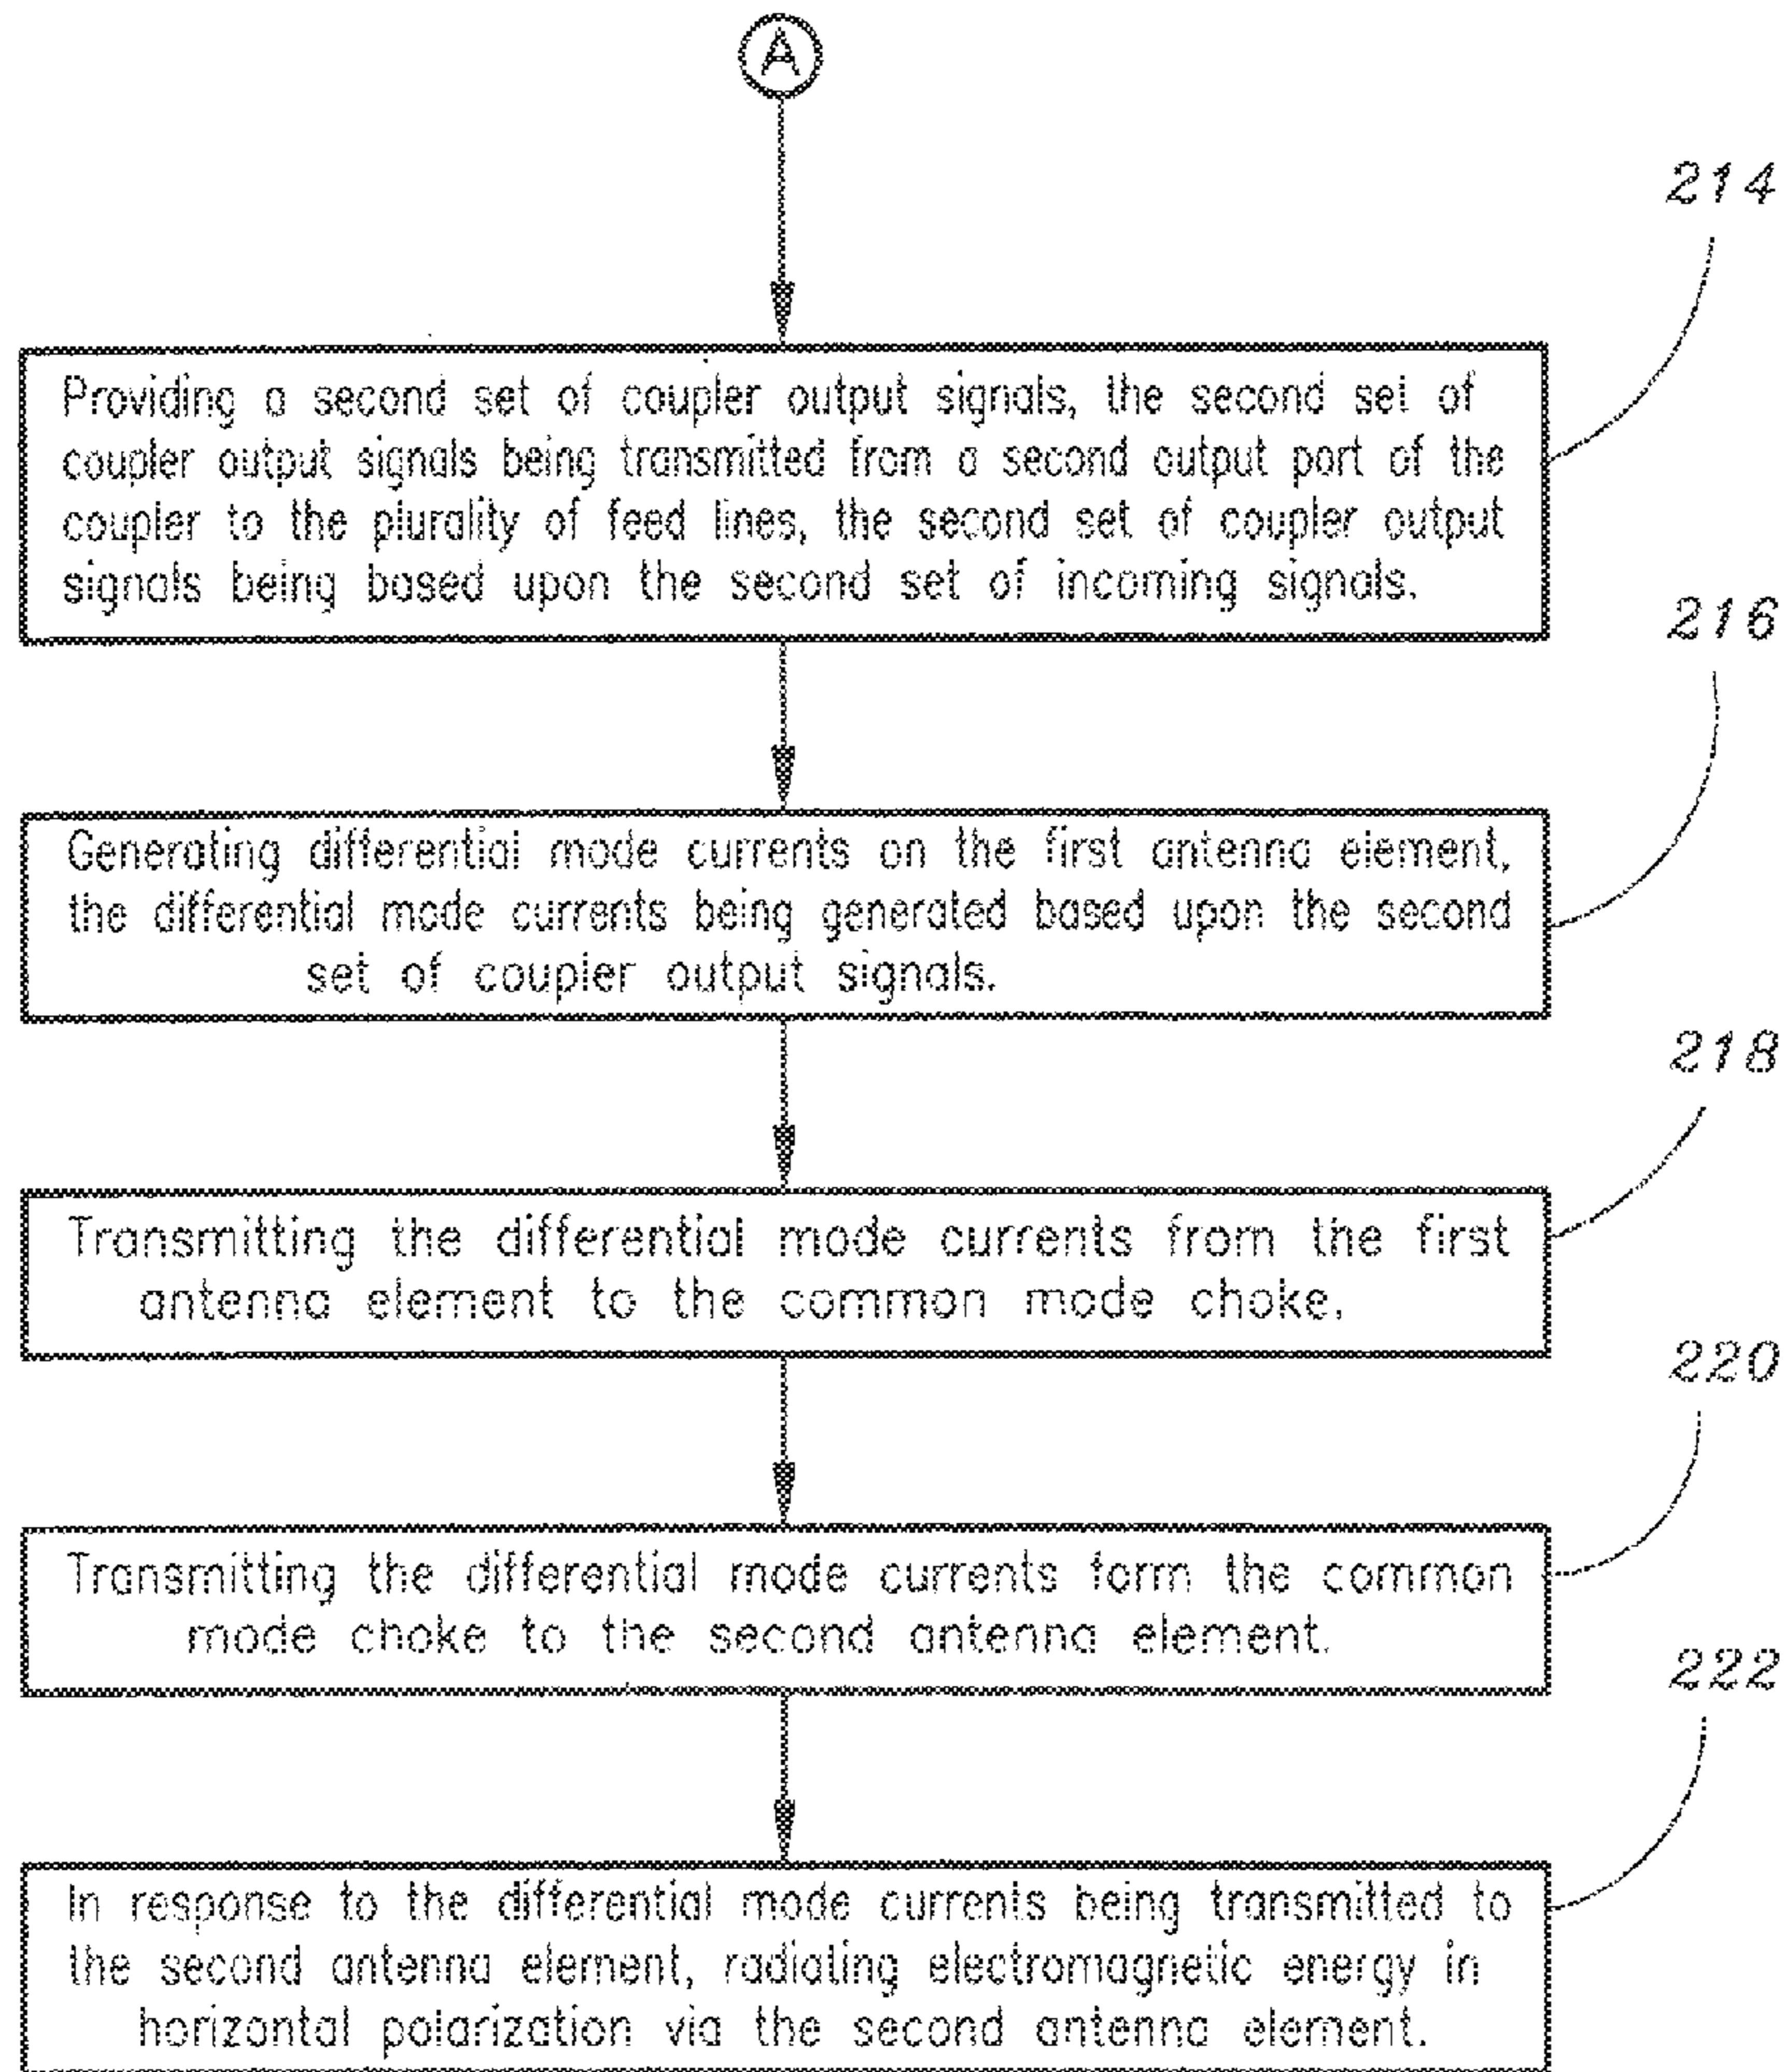 A
214
Providing a second set of coupler output signals, the second set of
coupler output signals being transmitted from a second output port of the
coupler to the plurality of feed lines, the second set of coupler output
signals being based upon the second set of incoming signals.
216
Generating differential mode currents on the first antenna element,
the differential mode currents being generated based upon the second
set of coupler output signals.
218
Transmitting the differential mode currents from the first
antenna element to the common mode choke.
220
Transmitting the differential mode currents form the common
mode choke to the second antenna element.
222
In response to the differential mode currents being transmitted to
the second antenna element, radiating electromagnetic energy in
horizontal polarization via the second antenna element.